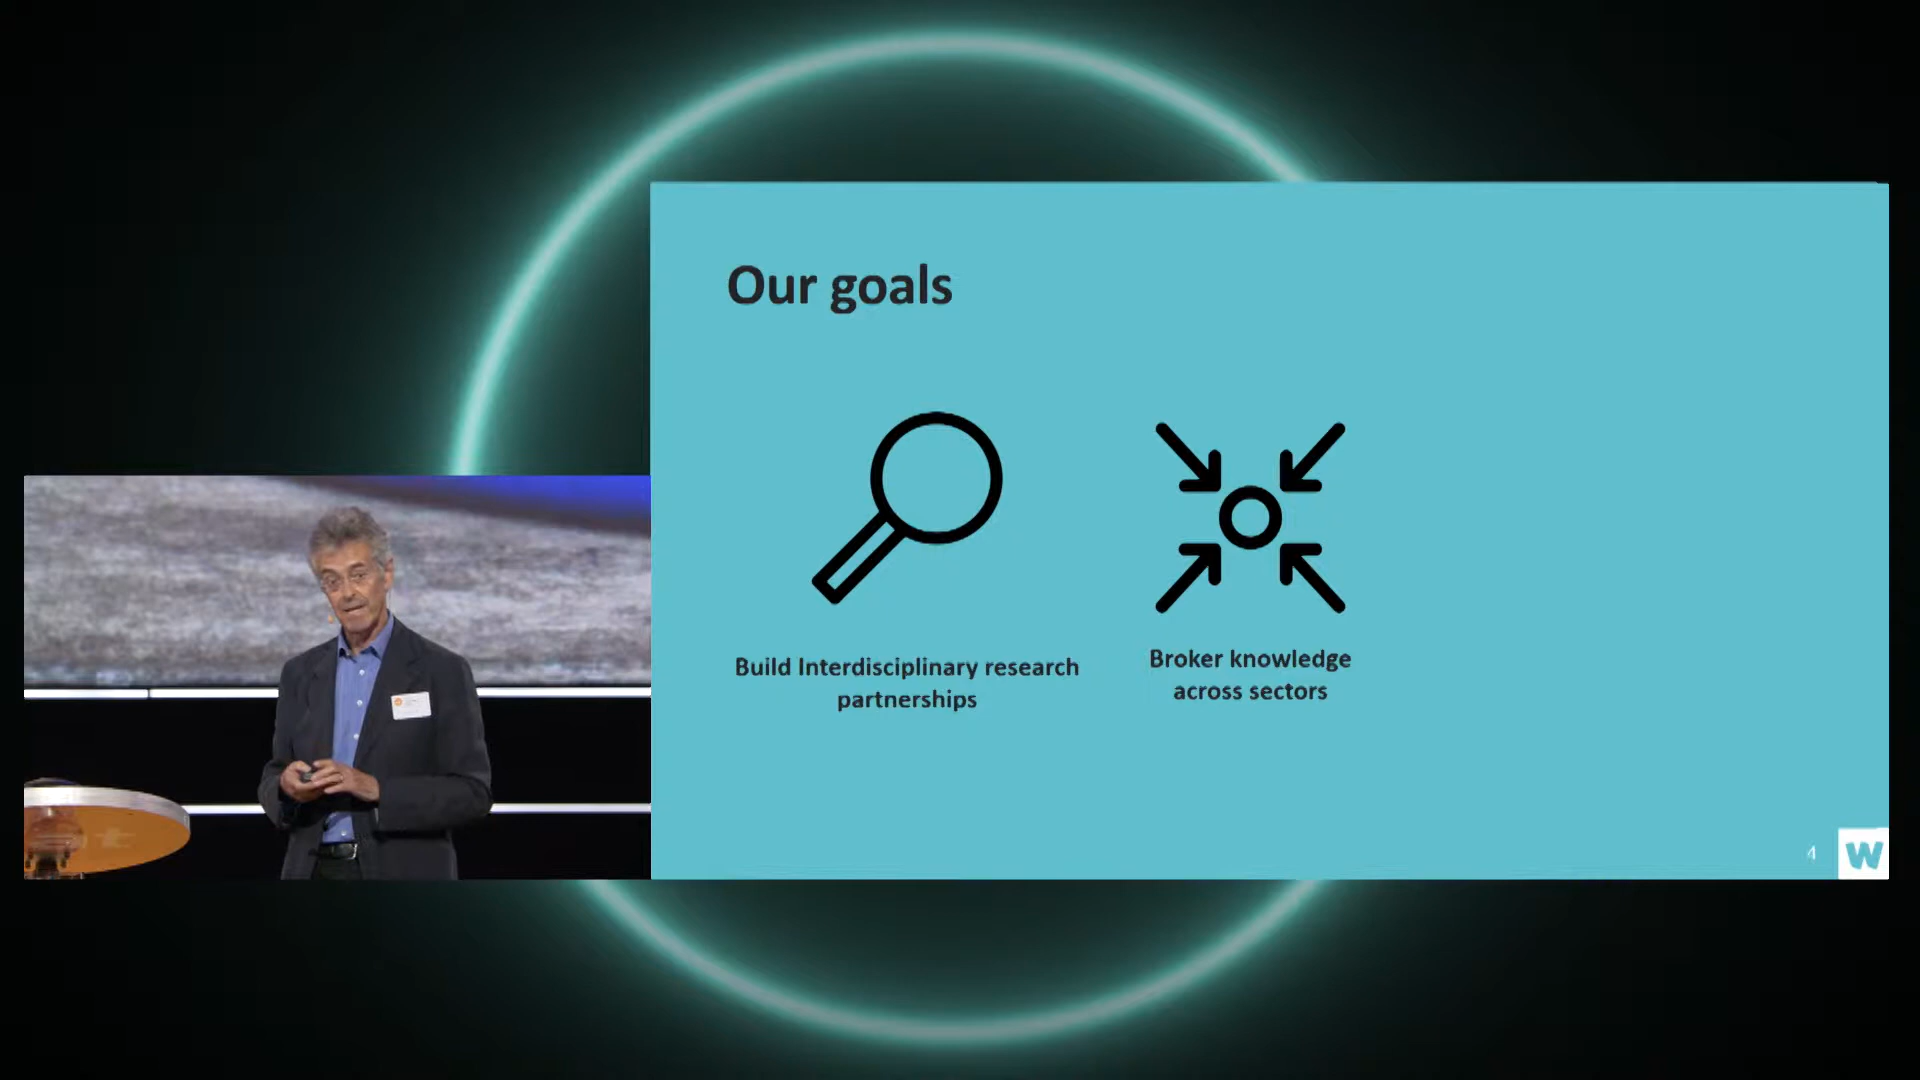 Our goals
Build Interdisciplinary research
partnerships
Broker knowledge
across sectors
4
W